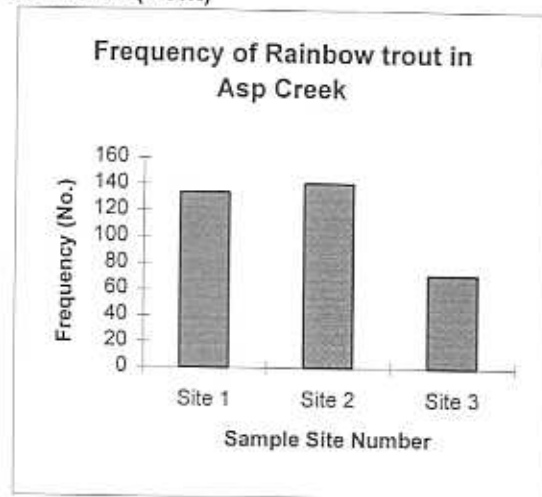 Frequency of Rainbow trout in
Asp Creek
Frequency (No.)
160
140
120
100
80
60
40
20
0
Site 1 Site 2 Site 3
Sample Site Number